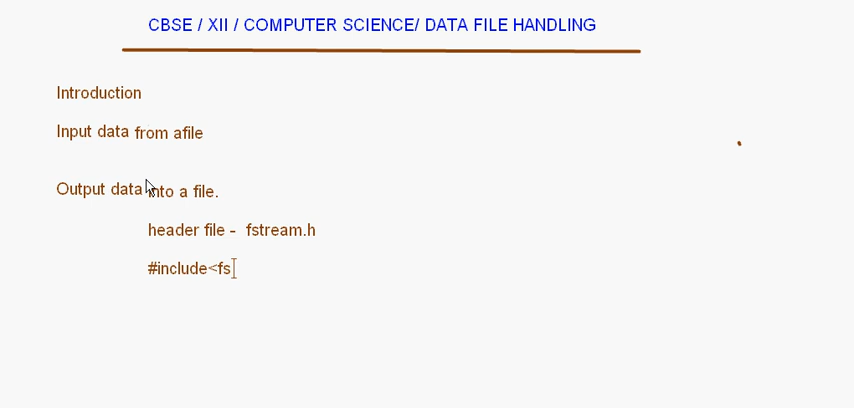 CBSE / XII / COMPUTER SCIENCE/ DATA FILE HANDLING
Introduction
Input data from afile
Output data into a file.
header file - fstream.h
#include<fs